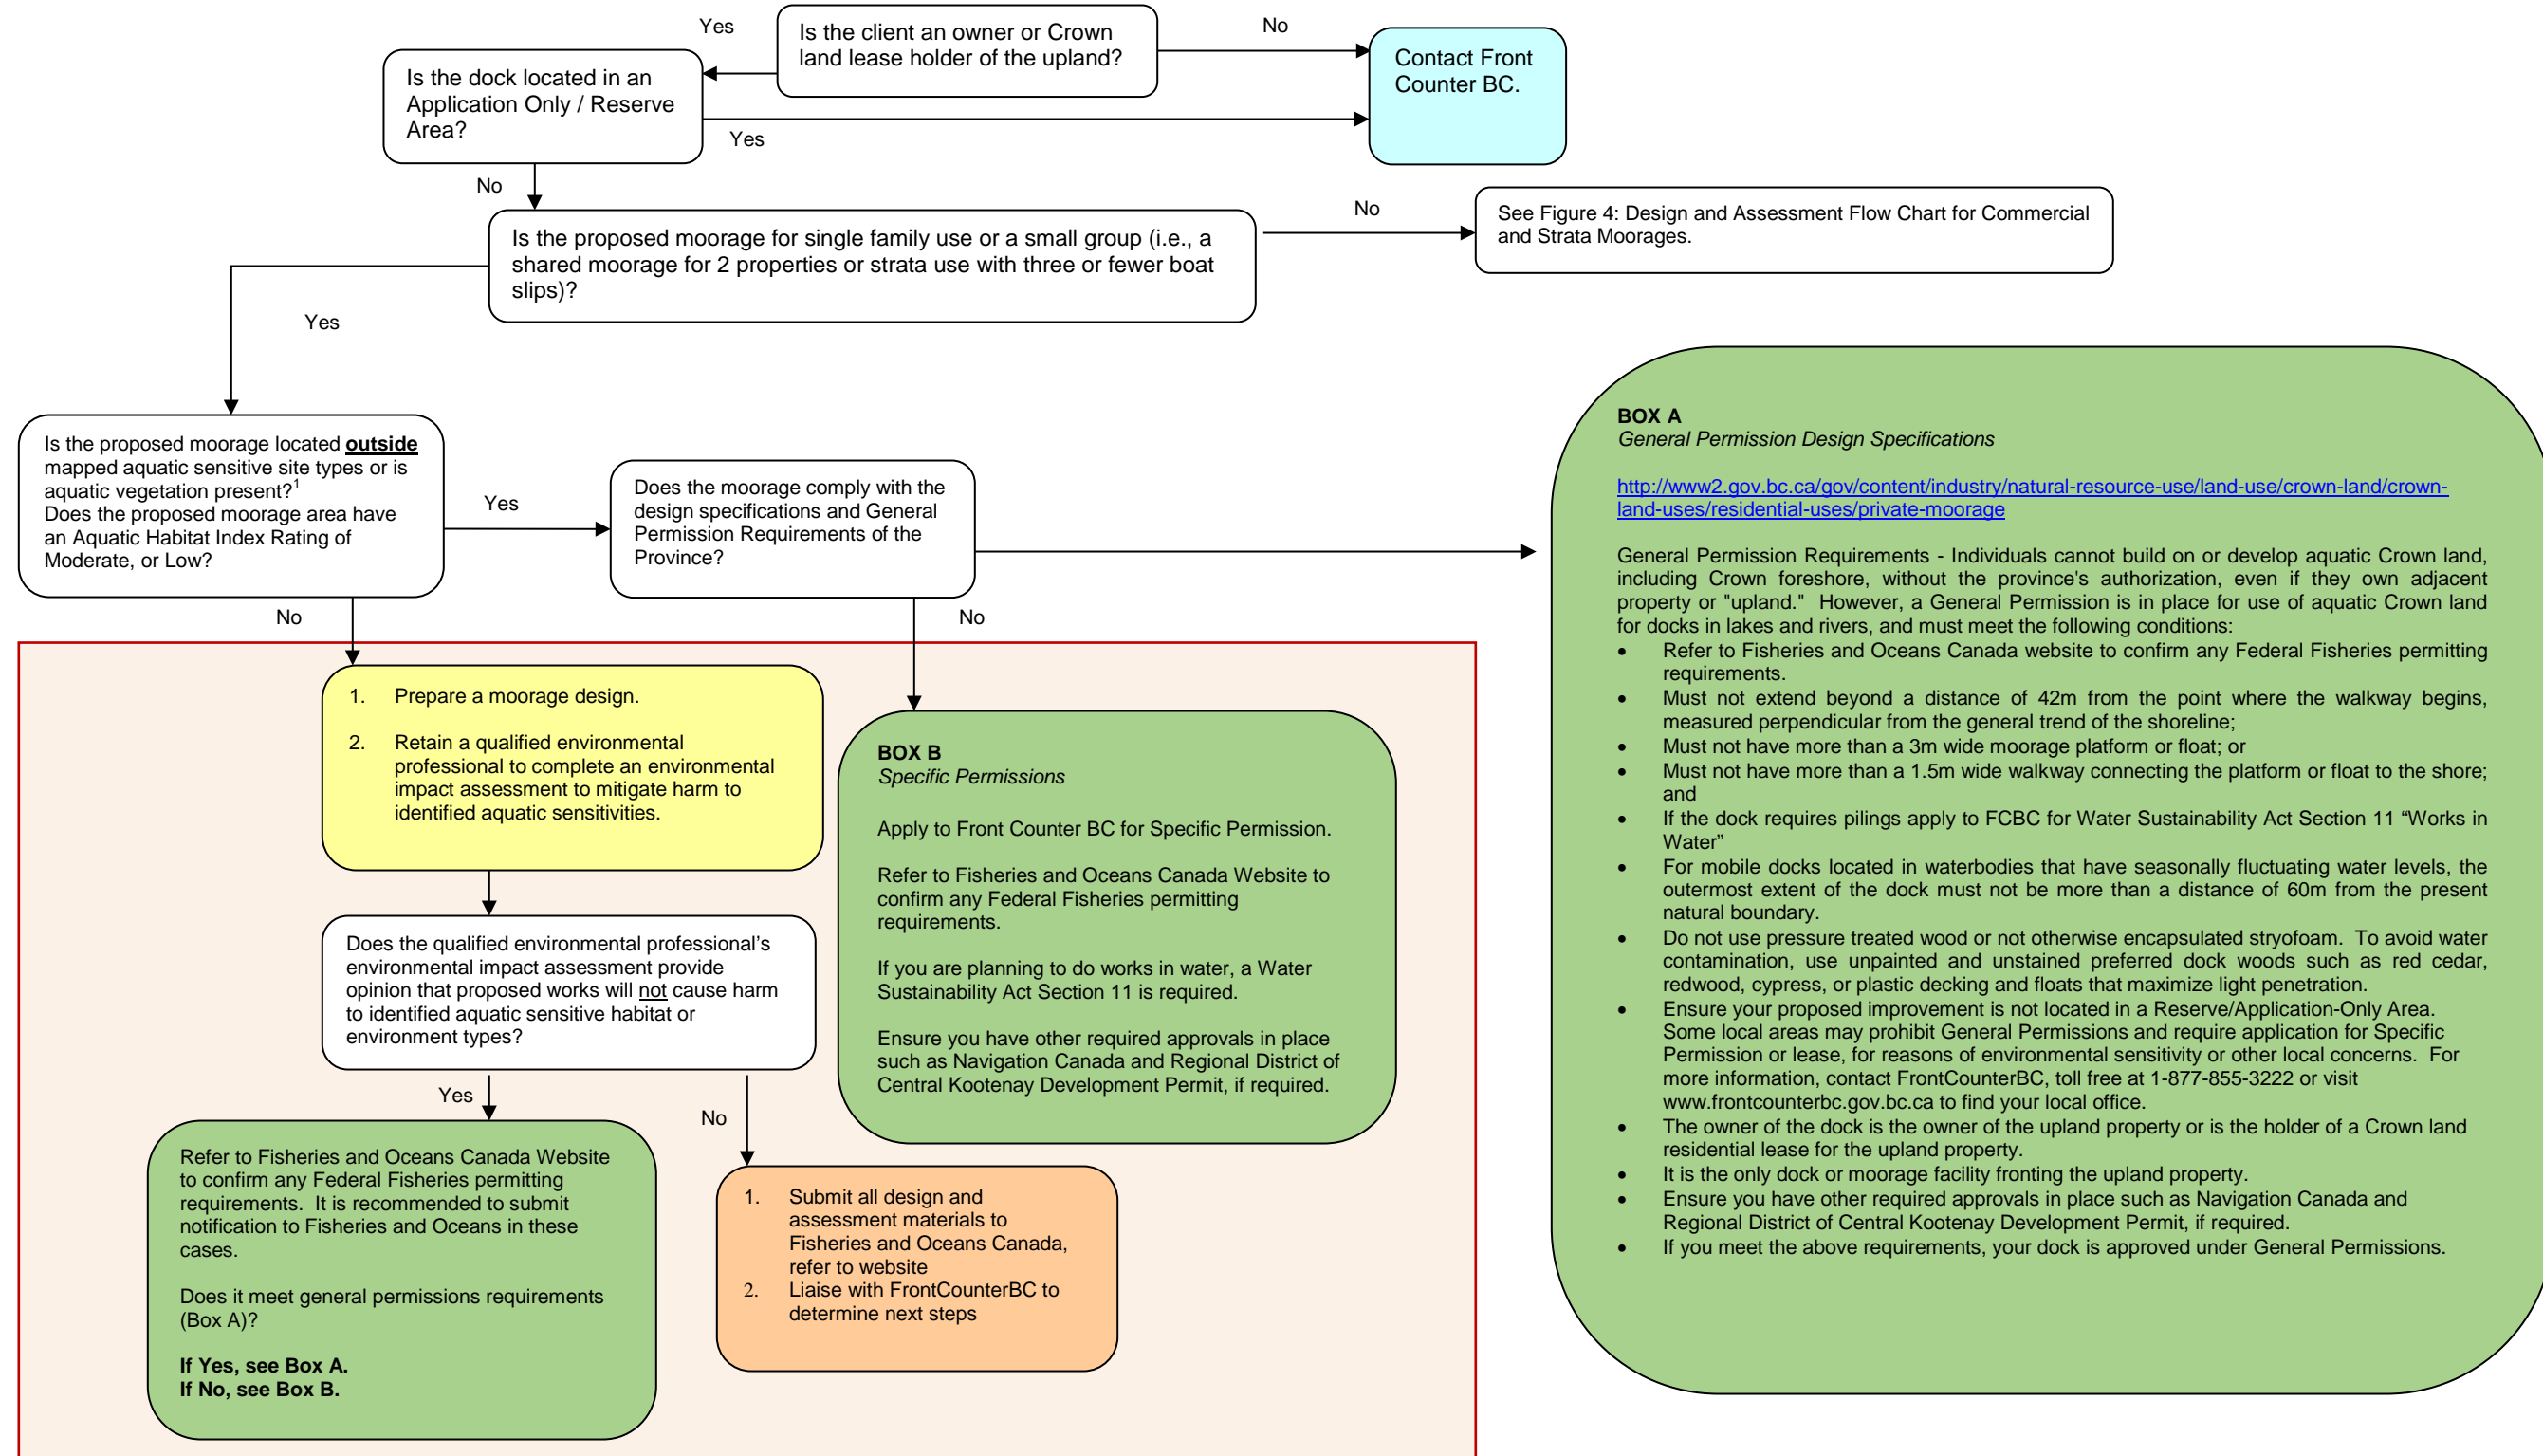 Yes
Is the client an owner or Crown
land lease holder of the upland?
No
Contact Front
Counter BC.
Is the dock located in an
Application Only / Reserve
Area?
Yes
No
Is the proposed moorage for single family use or a small group (i.e., a
shared moorage for 2 properties or strata use with three or fewer boat
slips)?
No
See Figure 4: Design and Assessment Flow Chart for Commercial
and Strata Moorages.
Yes
Is the proposed moorage located outside
mapped aquatic sensitive site types or is
aquatic vegetation present?1
Does the proposed moorage area have
an Aquatic Habitat Index Rating of
Moderate, or Low?
Yes
Does the moorage comply with the
design specifications and General
Permission Requirements of the
Province?
No
No
1. Prepare a moorage design.
2. Retain a qualified environmental
professional to complete an environmental
impact assessment to mitigate harm to
identified aquatic sensitivities.
Does the qualified environmental professional’s
environmental impact assessment provide
opinion that proposed works will not cause harm
to identified aquatic sensitive habitat or
environment types?
Yes
No
Refer to Fisheries and Oceans Canada Website
to confirm any Federal Fisheries permitting
requirements. It is recommended to submit
notification to Fisheries and Oceans in these
cases.
Does it meet general permissions requirements
(Box A)?
If Yes, see Box A.
If No, see Box B.
1. Submit all design and
assessment materials to
Fisheries and Oceans Canada,
refer to website
2. Liaise with FrontCounterBC to
determine next steps
BOX B
Specific Permissions
Apply to Front Counter BC for Specific Permission.
Refer to Fisheries and Oceans Canada Website to
confirm any Federal Fisheries permitting
requirements.
If you are planning to do works in water, a Water
Sustainability Act Section 11 is required.
Ensure you have other required approvals in place
such as Navigation Canada and Regional District of
Central Kootenay Development Permit, if required.
BOX A
General Permission Design Specifications
http://www2.gov.bc.ca/gov/content/industry/natural-resource-use/land-use/crown-land/crown-
land-uses/residential-uses/private-moorage
General Permission Requirements - Individuals cannot build on or develop aquatic Crown land,
including Crown foreshore, without the province's authorization, even if they own adjacent
property or "upland." However, a General Permission is in place for use of aquatic Crown land
for docks in lakes and rivers, and must meet the following conditions:
• Refer to Fisheries and Oceans Canada website to confirm any Federal Fisheries permitting
requirements.
• Must not extend beyond a distance of 42m from the point where the walkway begins,
measured perpendicular from the general trend of the shoreline;
• Must not have more than a 3m wide moorage platform or float; or
• Must not have more than a 1.5m wide walkway connecting the platform or float to the shore;
and
• If the dock requires pilings apply to FCBC for Water Sustainability Act Section 11 “Works in
Water”
• For mobile docks located in waterbodies that have seasonally fluctuating water levels, the
outermost extent of the dock must not be more than a distance of 60m from the present
natural boundary.
• Do not use pressure treated wood or not otherwise encapsulated stryofoam. To avoid water
contamination, use unpainted and unstained preferred dock woods such as red cedar,
redwood, cypress, or plastic decking and floats that maximize light penetration.
• Ensure your proposed improvement is not located in a Reserve/Application-Only Area.
Some local areas may prohibit General Permissions and require application for Specific
Permission or lease, for reasons of environmental sensitivity or other local concerns. For
more information, contact FrontCounterBC, toll free at 1-877-855-3222 or visit
www.frontcounterbc.gov.bc.ca to find your local office.
• The owner of the dock is the owner of the upland property or is the holder of a Crown land
residential lease for the upland property.
• It is the only dock or moorage facility fronting the upland property.
• Ensure you have other required approvals in place such as Navigation Canada and
Regional District of Central Kootenay Development Permit, if required.
• If you meet the above requirements, your dock is approved under General Permissions.